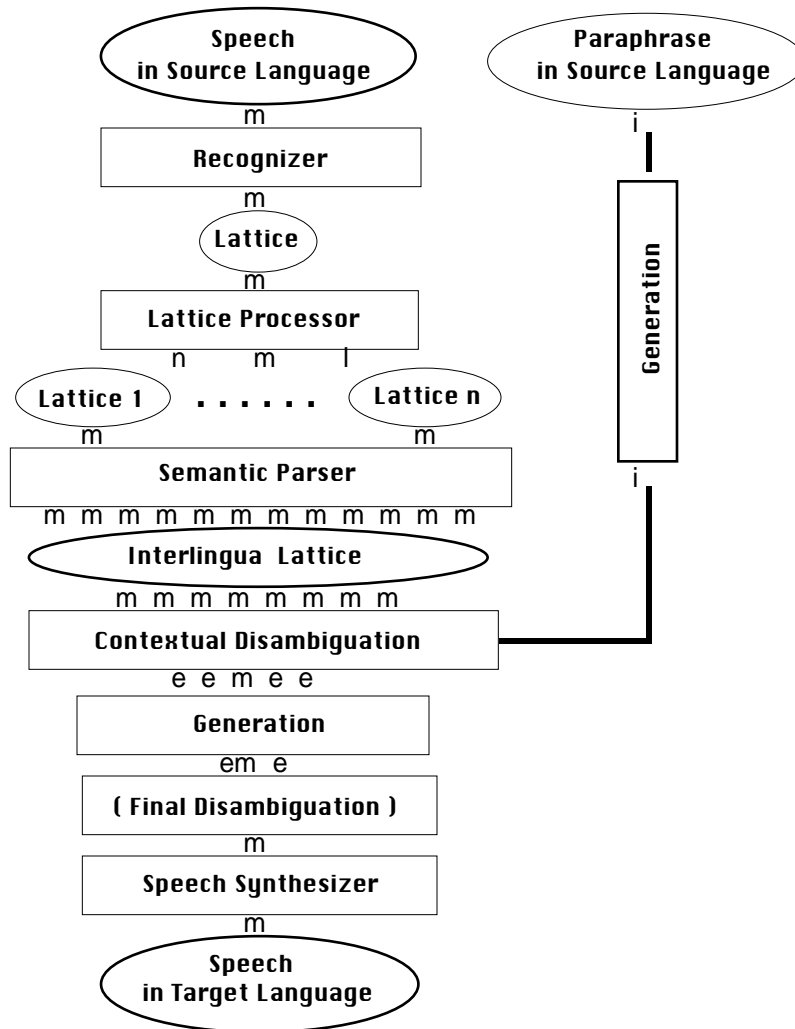 Speech
in Source Language
m
Recognizer
m
Lattice
m
Lattice Processor
n m l
Lattice 1 . . . . . . Lattice n
m m
Semantic Parser
m m m m m m m m m m m m
Interlingua Lattice
m m m m m m m m
Contextual Disambiguation
e e m e e
Generation
em e
( Final Disambiguation )
m
Speech Synthesizer
m
Speech
in Target Language
Paraphrase
in Source Language
i
Generation
i